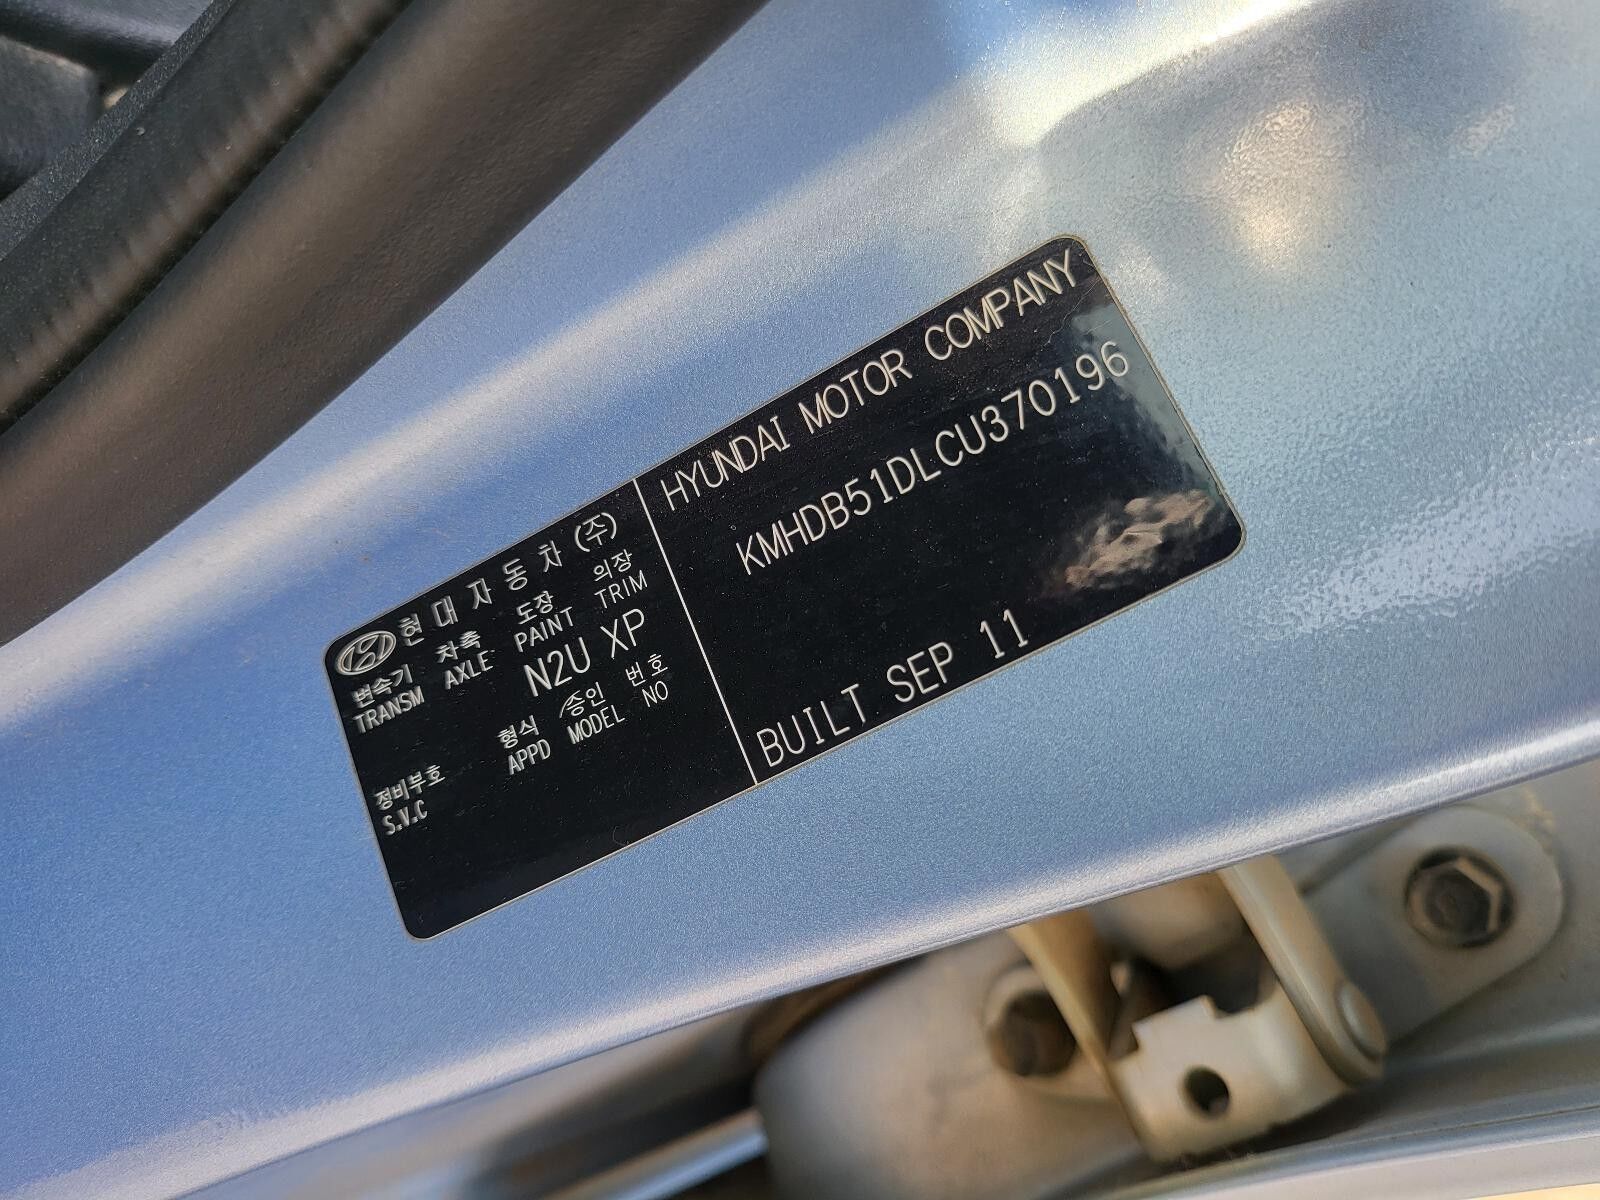 현대자동차(주)
변속기 차축 도장 의장
TRANSM AXLE PAINT TRIM
N2U XP
형식승인 번호
APPD MODEL NO
정비부호
S.V.C
HYUNDAI MOTOR COMPANY
KMHDB51DLCU370196
BUILT SEP 11